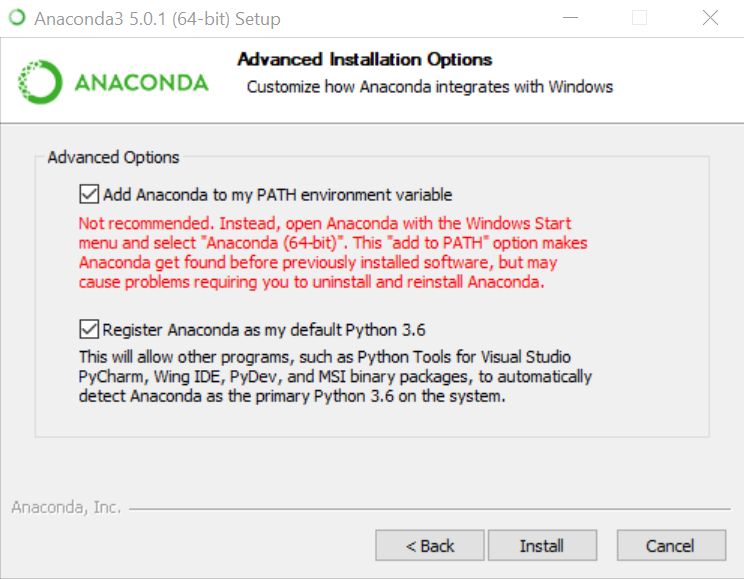 Anaconda3 5.0.1 (64-bit) Setup
ANACONDA
Advanced Installation Options
Customize how Anaconda integrates with Windows
Advanced Options
Add Anaconda to my PATH environment variable
Not recommended. Instead, open Anaconda with the Windows Start
menu and select "Anaconda (64-bit)". This "add to PATH" option makes
Anaconda get found before previously installed software, but may
cause problems requiring you to uninstall and reinstall Anaconda.
Register Anaconda as my default Python 3.6
This will allow other programs, such as Python Tools for Visual Studio
PyCharm, Wing IDE, PyDev, and MSI binary packages, to automatically
detect Anaconda as the primary Python 3.6 on the system.
Anaconda, Inc.
< Back Install Cancel